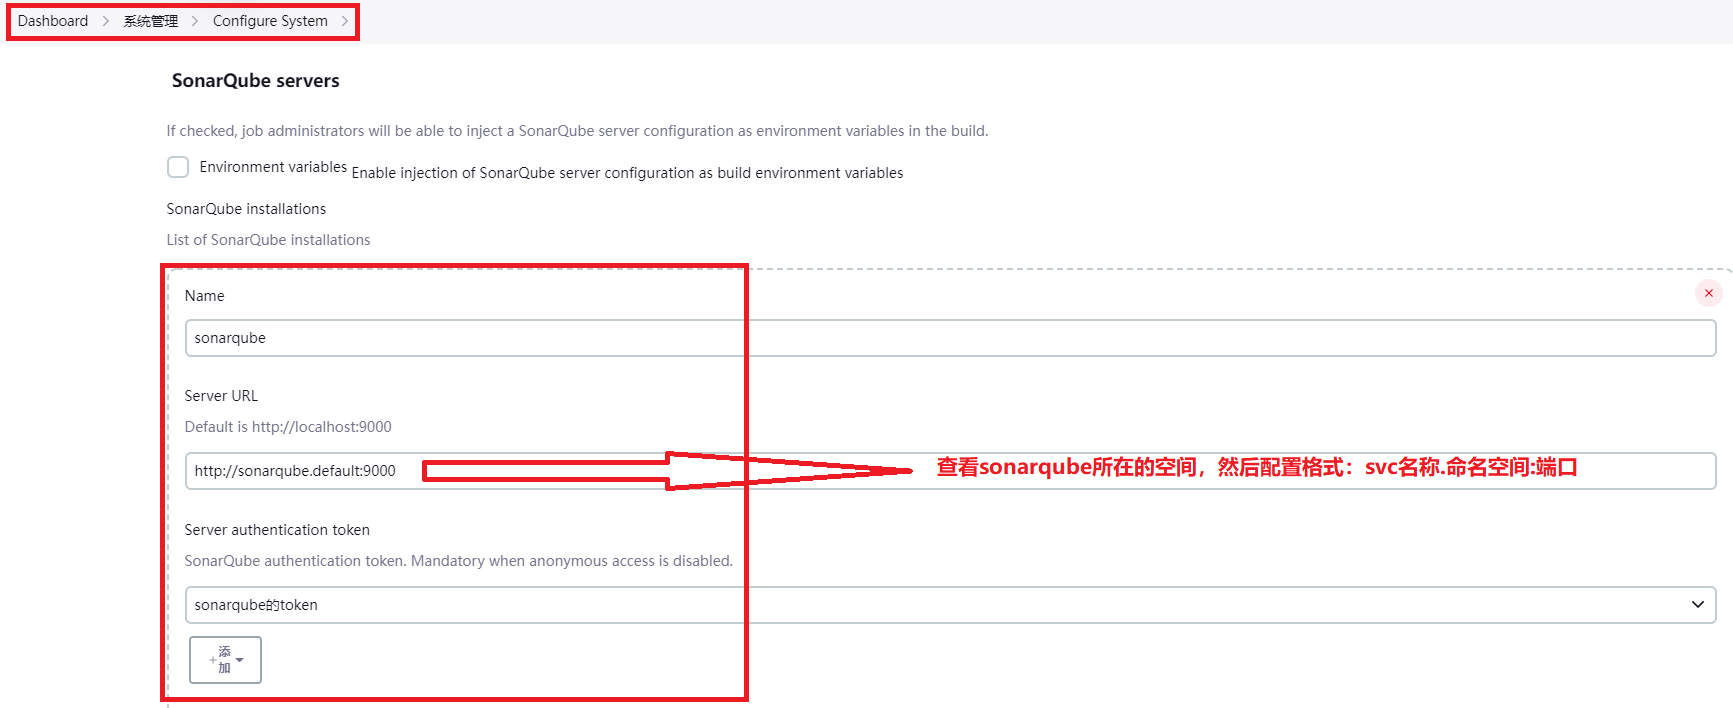 Dashboard > 系统管理 > Configure System >
SonarQube servers
If checked, job administrators will be able to inject a SonarQube server configuration as environment variables in the build.
Environment variables Enable injection of SonarQube server configuration as build environment variables
SonarQube installations
List of SonarQube installations
Name
sonarqube
Server URL
Default is http://localhost:9000
http://sonarqube.default:9000 查看sonarqube所在的空间，然后配置格式：svc名称.命名空间:端口
Server authentication token
SonarQube authentication token. Mandatory when anonymous access is disabled.
sonarqube的token
+添
加